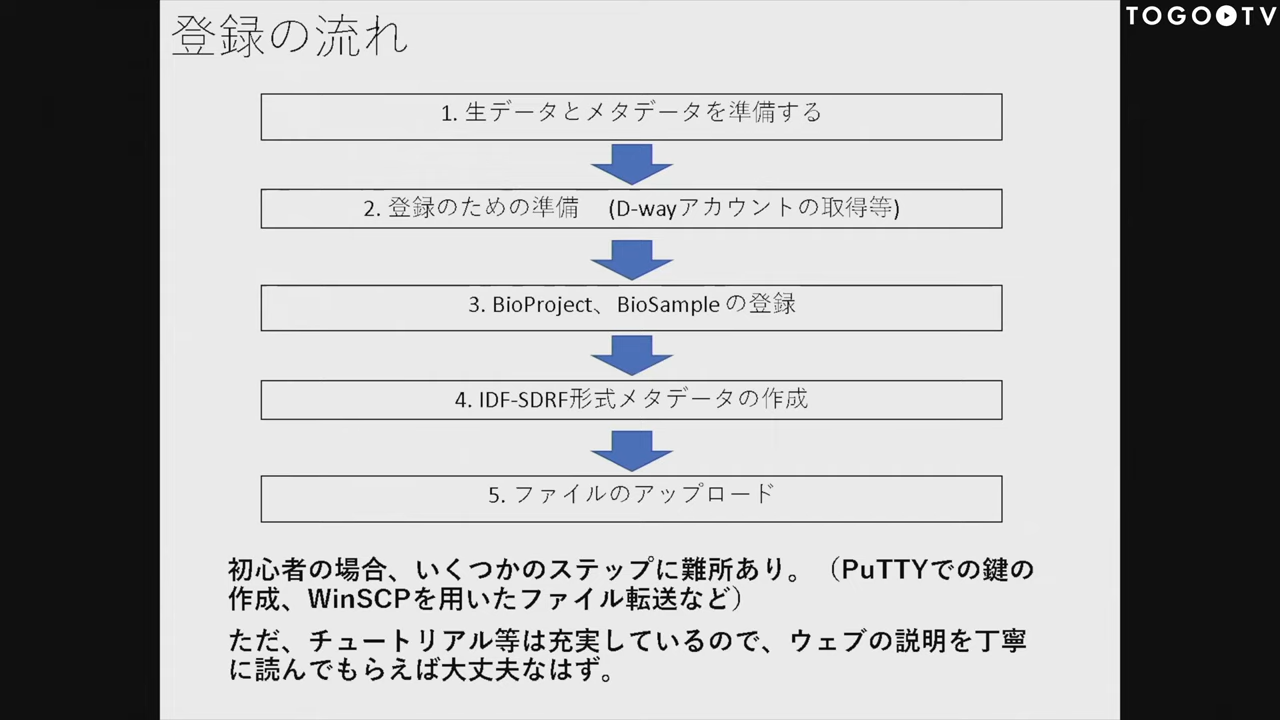 登録の流れ
TOGO TV
1. 生データとメタデータを準備する
2. 登録のための準備　(D-wayアカウントの取得等)
3. BioProject、BioSampleの登録
4. IDF-SDRF形式メタデータの作成
5. ファイルのアップロード
初心者の場合、いくつかのステップに難所あり。（PuTTYでの鍵の
作成、WinSCPを用いたファイル転送など）
ただ、チュートリアル等は充実しているので、ウェブの説明を丁寧
に読んでもらえば大丈夫なはず。